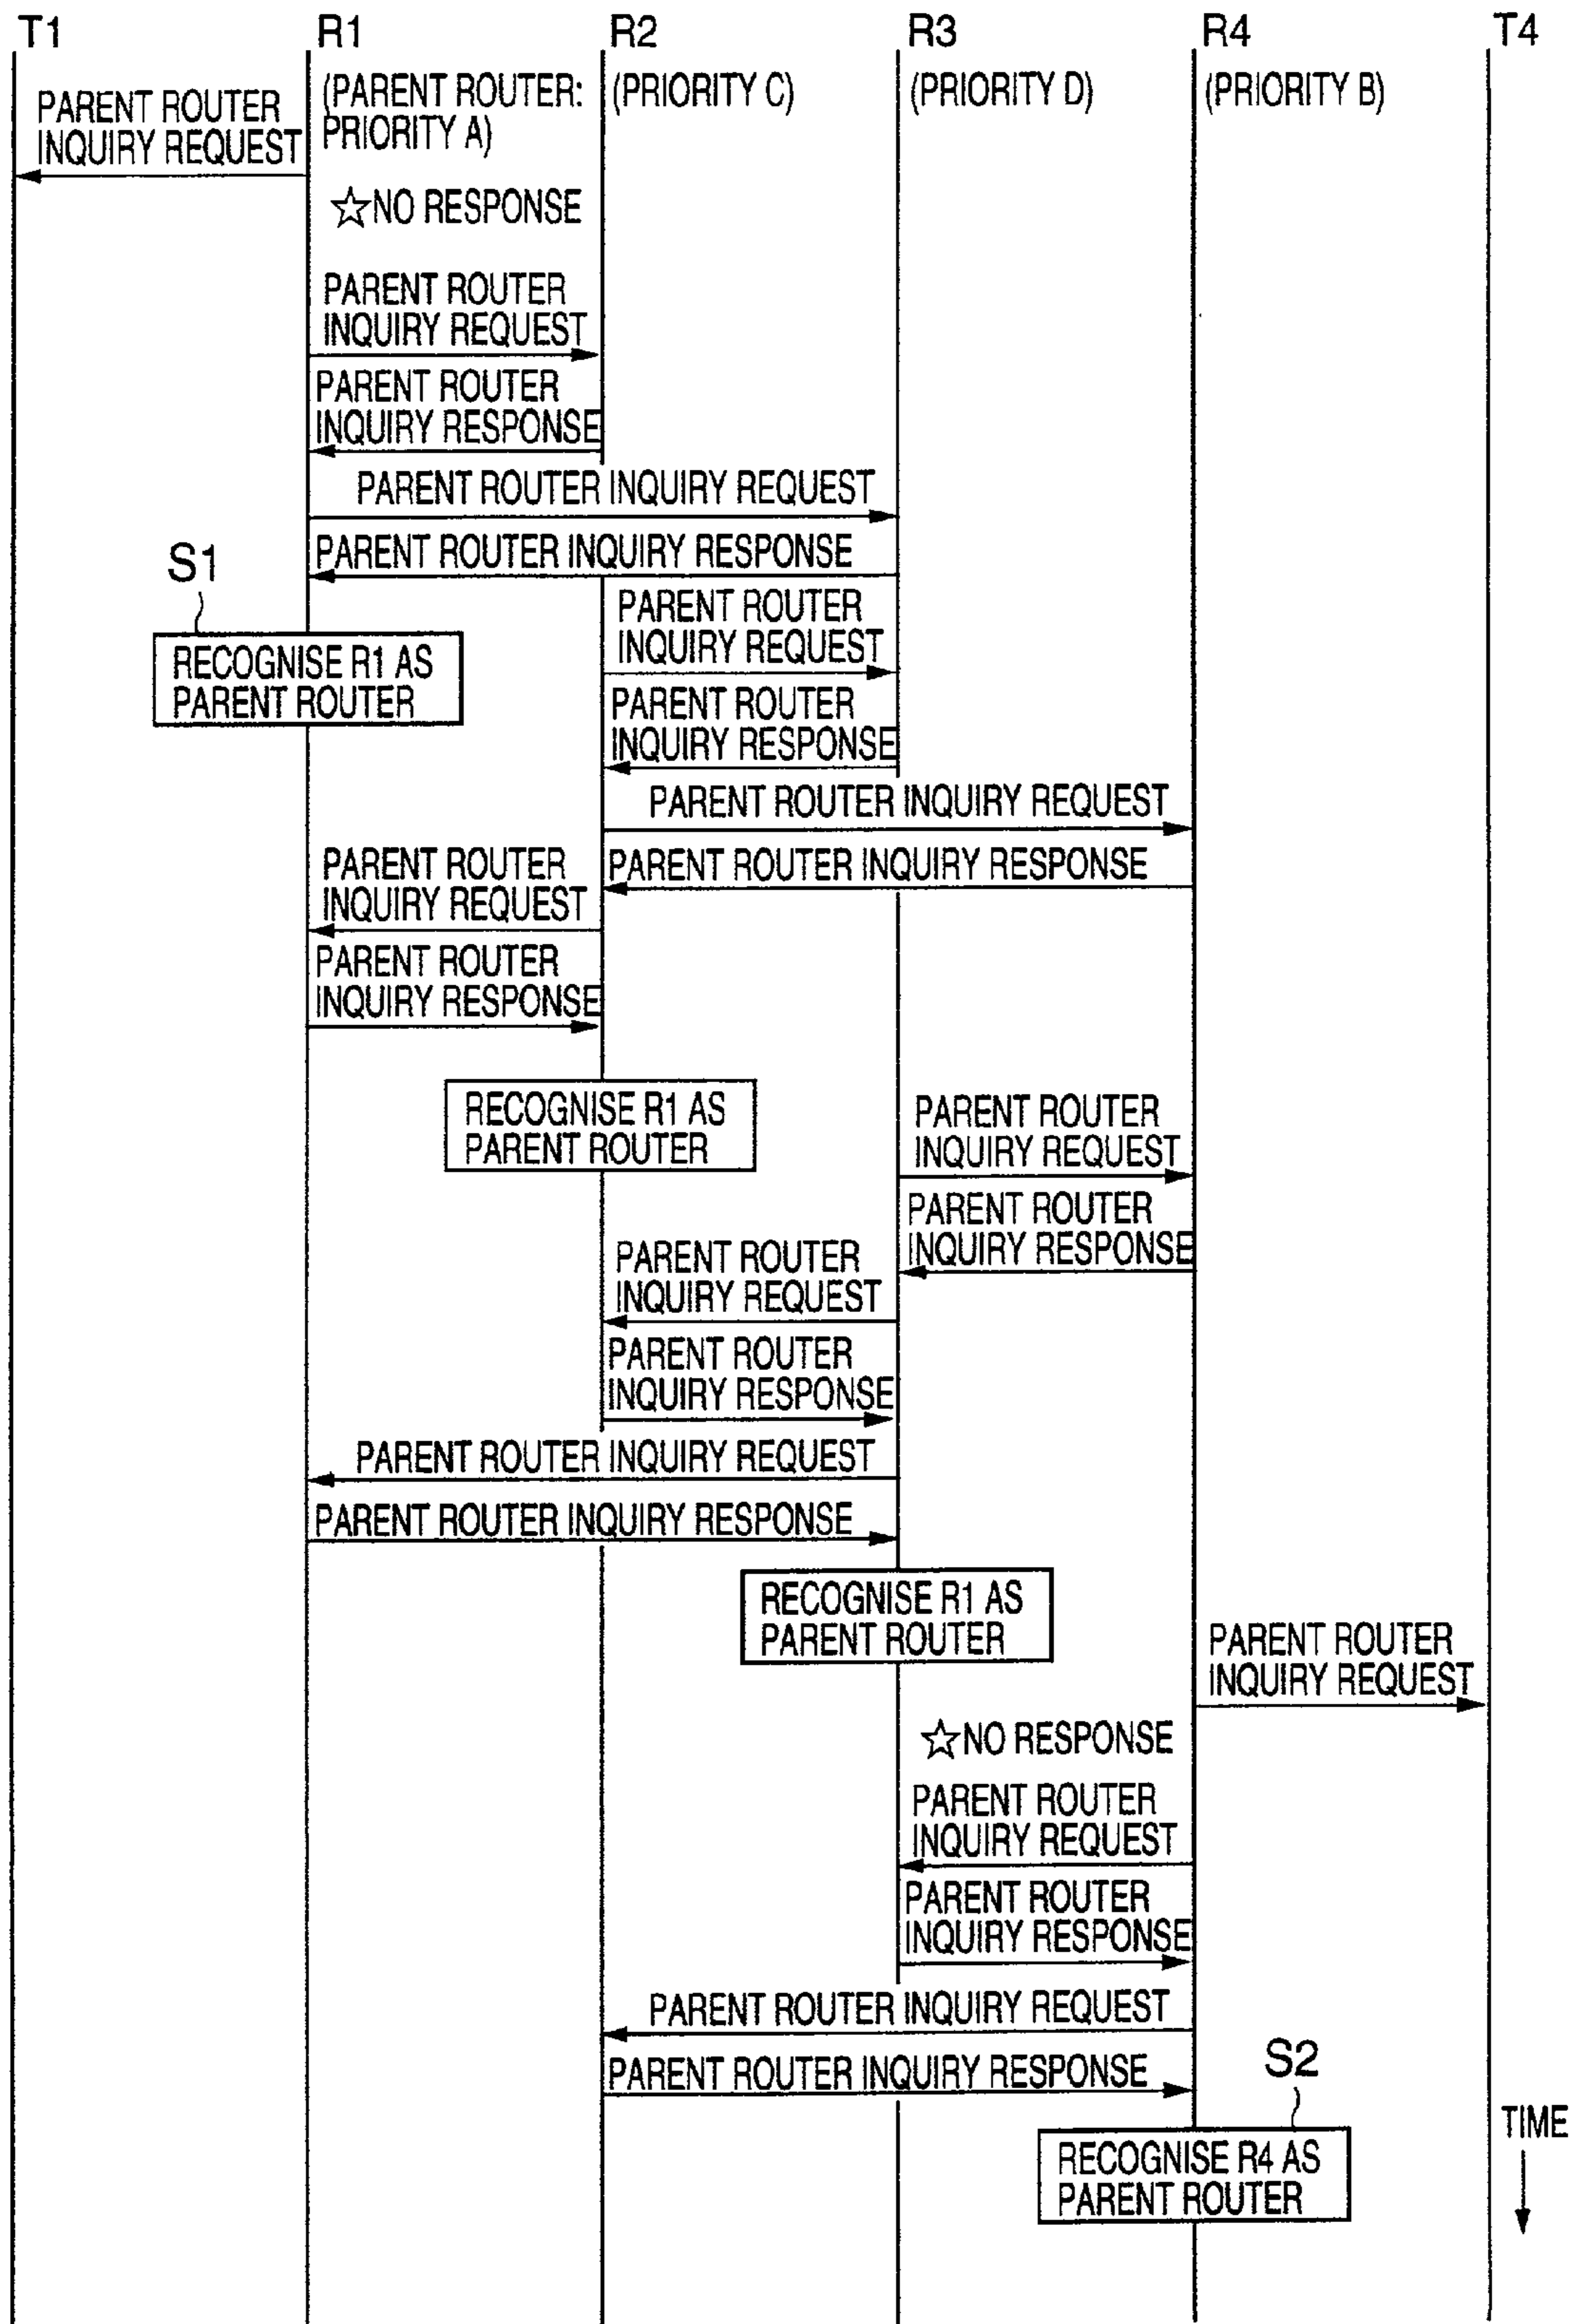 T1
R1
R2
R3
R4
T4
(PARENT ROUTER:
PRIORITY A)
(PRIORITY C)
(PRIORITY D)
(PRIORITY B)
PARENT ROUTER
INQUIRY REQUEST
☆NO RESPONSE
PARENT ROUTER
INQUIRY REQUEST
PARENT ROUTER
INQUIRY RESPONSE
PARENT ROUTER INQUIRY REQUEST
PARENT ROUTER INQUIRY RESPONSE
S1
RECOGNISE R1 AS
PARENT ROUTER
PARENT ROUTER
INQUIRY REQUEST
PARENT ROUTER
INQUIRY RESPONSE
PARENT ROUTER INQUIRY REQUEST
PARENT ROUTER INQUIRY RESPONSE
PARENT ROUTER
INQUIRY REQUEST
PARENT ROUTER
INQUIRY RESPONSE
RECOGNISE R1 AS
PARENT ROUTER
PARENT ROUTER
INQUIRY REQUEST
PARENT ROUTER
INQUIRY RESPONSE
PARENT ROUTER
INQUIRY REQUEST
PARENT ROUTER
INQUIRY RESPONSE
PARENT ROUTER INQUIRY REQUEST
PARENT ROUTER INQUIRY RESPONSE
RECOGNISE R1 AS
PARENT ROUTER
PARENT ROUTER
INQUIRY REQUEST
☆NO RESPONSE
PARENT ROUTER
INQUIRY REQUEST
PARENT ROUTER
INQUIRY RESPONSE
PARENT ROUTER INQUIRY REQUEST
PARENT ROUTER INQUIRY RESPONSE
S2
RECOGNISE R4 AS
PARENT ROUTER
TIME